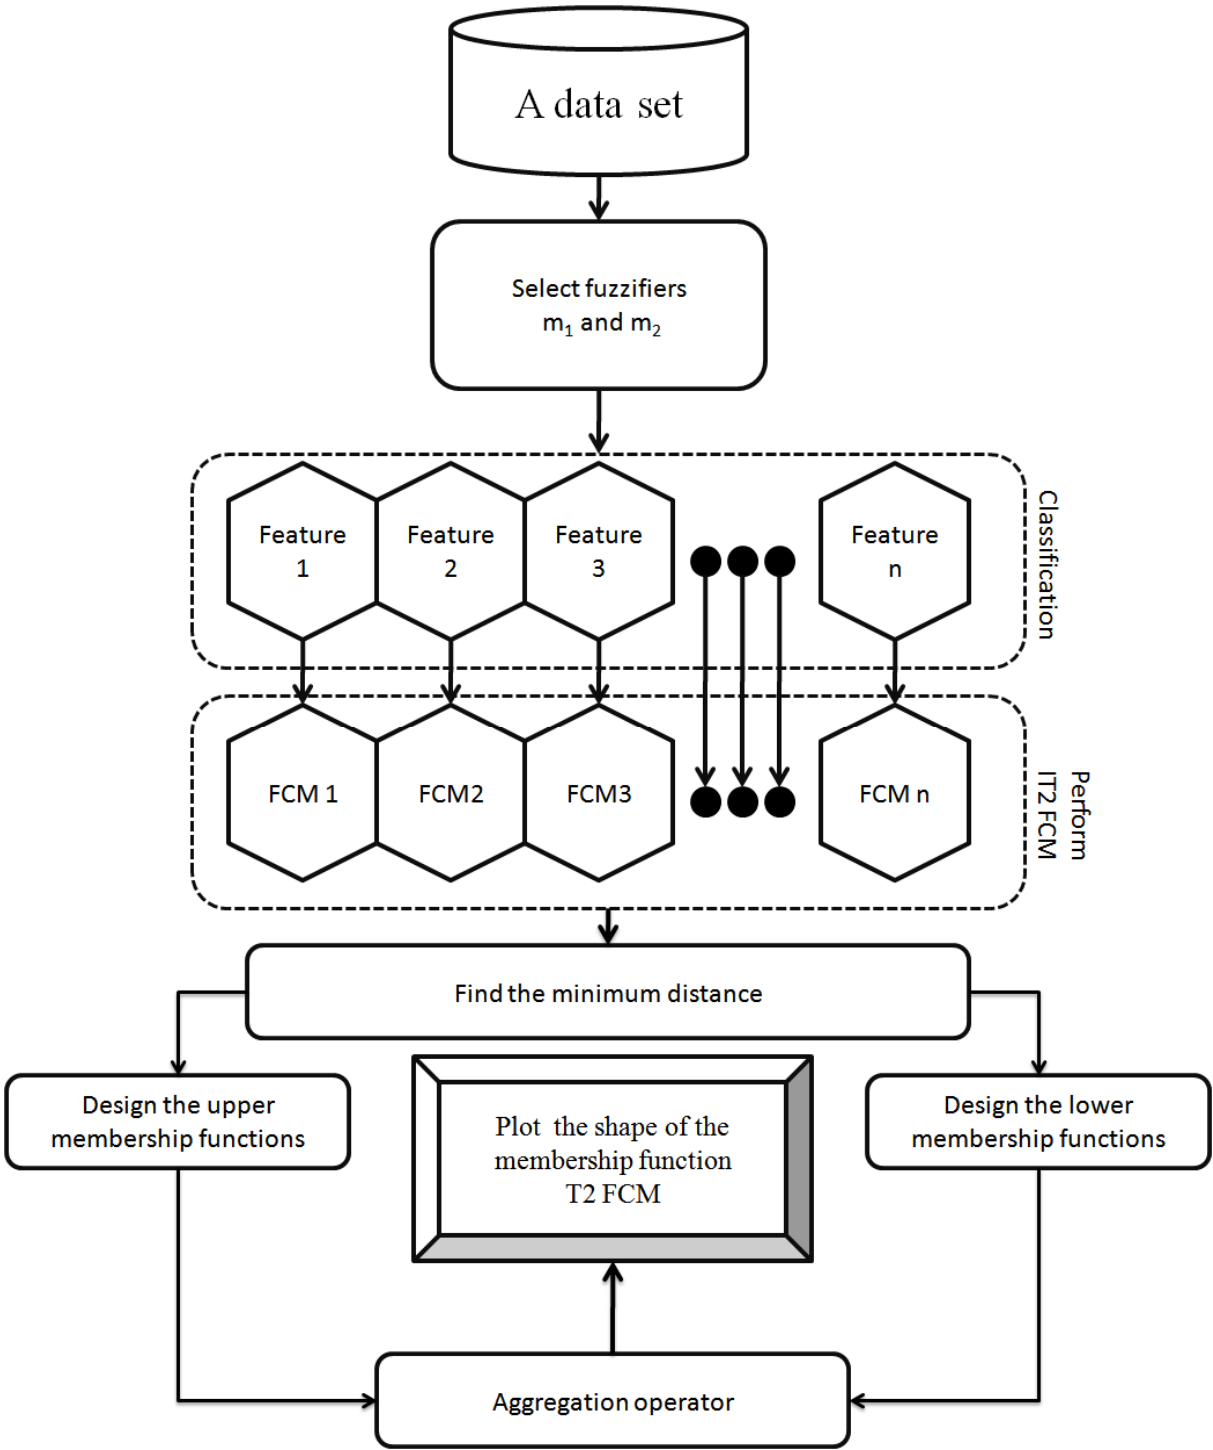 A data set
Select fuzzifiers
m₁ and m₂
Feature
1
Feature
2
Feature
3
Feature
n
Classification
FCM 1
FCM2
FCM3
FCM n
Perform
IT2 FCM
Find the minimum distance
Design the upper
membership functions
Plot the shape of the
membership function
T2 FCM
Design the lower
membership functions
Aggregation operator